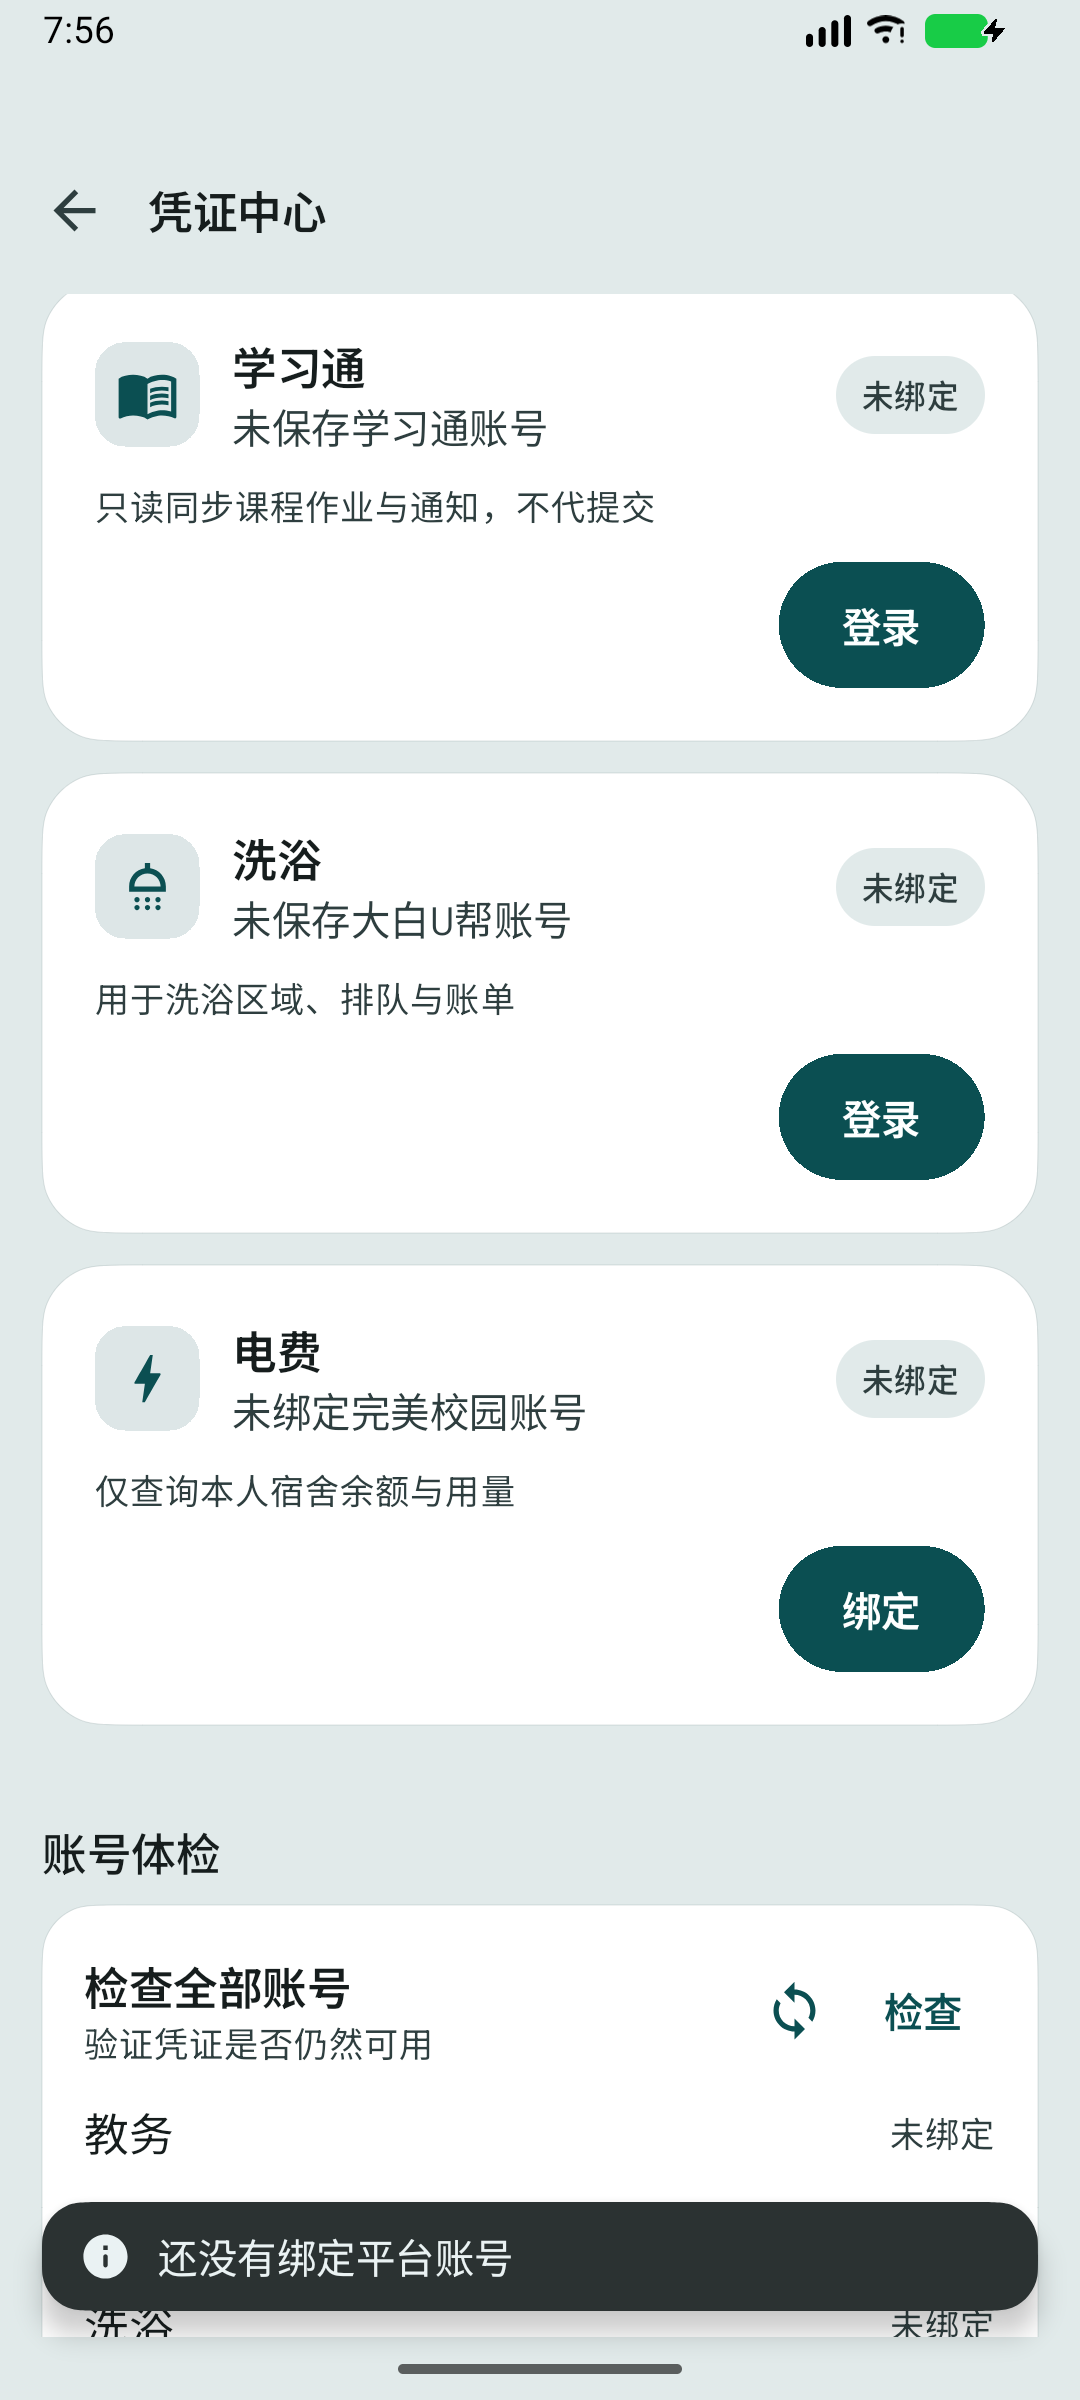 7:56
凭证中心
学习通
未保存学习通账号
未绑定
只读同步课程作业与通知，不代提交
登录
洗浴
未保存大白U帮账号
未绑定
用于洗浴区域、排队与账单
登录
电费
未绑定完美校园账号
未绑定
仅查询本人宿舍余额与用量
绑定
账号体检
检查全部账号
验证凭证是否仍然可用
检查
教务
未绑定
还没有绑定平台账号
洗浴
未绑定